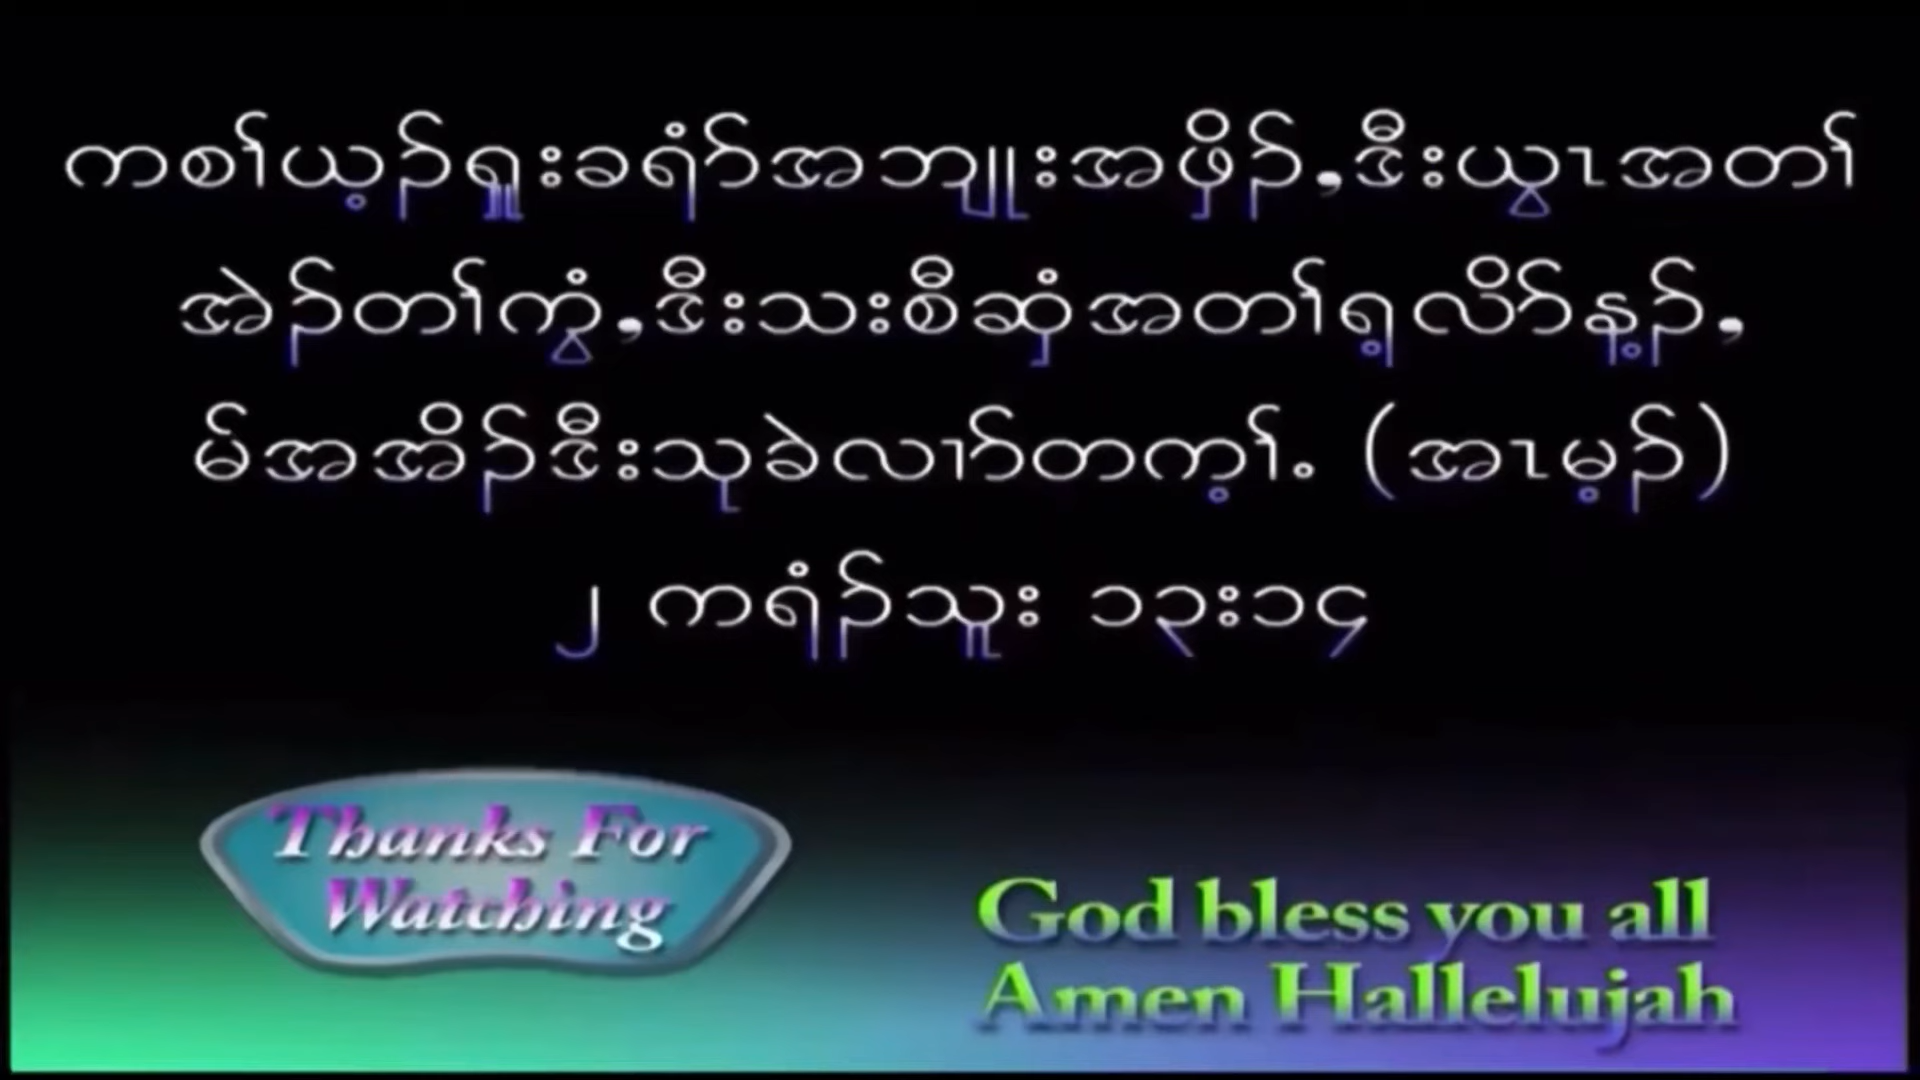 ကစၢ်ယ့ၣ်ရှူးခရံာ်အဘျုးအဖှိၣ်,ဒီးယွၤအတၢ်
အဲၣ်တၢ်ကွံ,ဒီးသးစီဆှံအတၢ်ရ့လိာ်န့ၣ်,
မ်အအိၣ်ဒီးသုခဲလၢာ်တက့ၢ်. (အၤမ့ၣ်)
၂ ကရံၣ်သူး ၁၃း၁၄
Thanks For
Watching
God bless you all
Amen Hallelujah